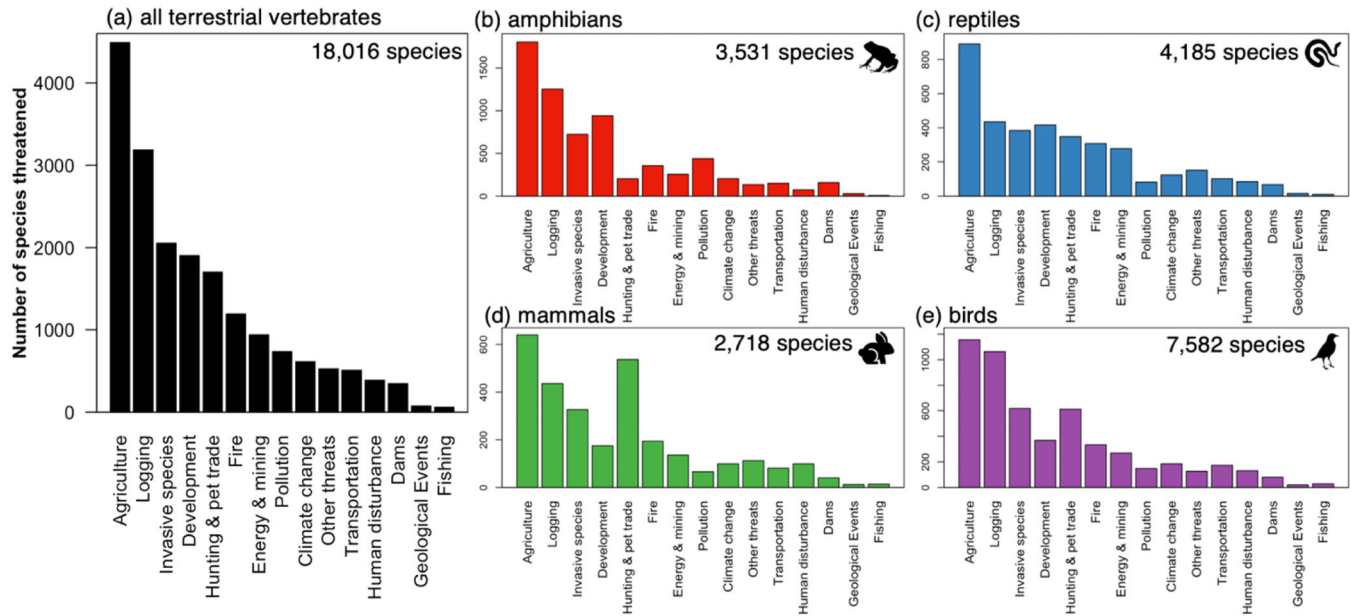 (a) all terrestrial vertebrates
18,016 species
Number of species threatened
4000
3000
2000
1000
0
Agriculture
Logging
Invasive species
Development
Hunting & pet trade
Fire
Energy & mining
Pollution
Climate change
Other threats
Transportation
Human disturbance
Dams
Geological Events
Fishing
(b) amphibians
3,531 species
1500
1000
500
0
Agriculture
Logging
Invasive species
Development
Hunting & pet trade
Fire
Energy & mining
Pollution
Climate change
Other threats
Transportation
Human disturbance
Dams
Geological Events
Fishing
(c) reptiles
4,185 species
800
600
400
200
0
Agriculture
Logging
Invasive species
Development
Hunting & pet trade
Fire
Energy & mining
Pollution
Climate change
Other threats
Transportation
Human disturbance
Dams
Geological Events
Fishing
(d) mammals
2,718 species
600
400
200
0
Agriculture
Logging
Invasive species
Development
Hunting & pet trade
Fire
Energy & mining
Pollution
Climate change
Other threats
Transportation
Human disturbance
Dams
Geological Events
Fishing
(e) birds
7,582 species
1000
600
200
0
Agriculture
Logging
Invasive species
Development
Hunting & pet trade
Fire
Energy & mining
Pollution
Climate change
Other threats
Transportation
Human disturbance
Dams
Geological Events
Fishing